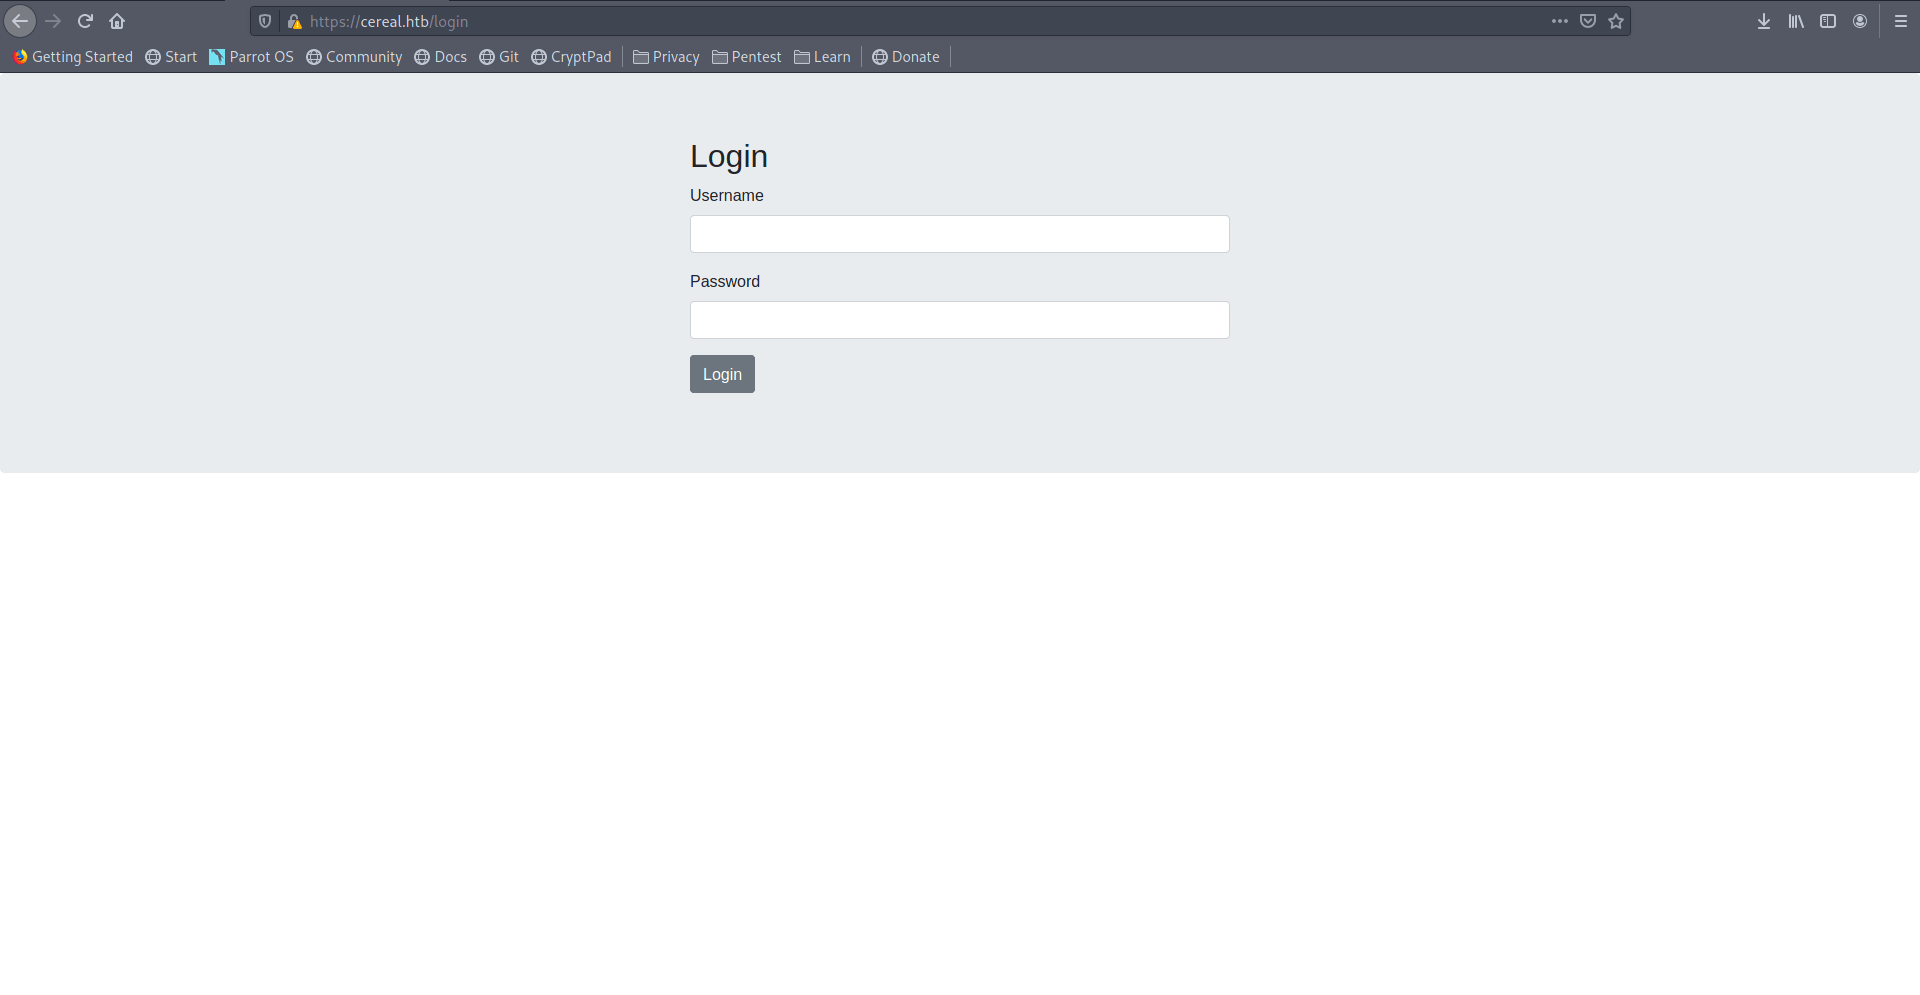 https://cereal.htb/login
Getting Started Start Parrot OS Community Docs Git CryptPad Privacy Pentest Learn Donate
Login
Username
Password
Login